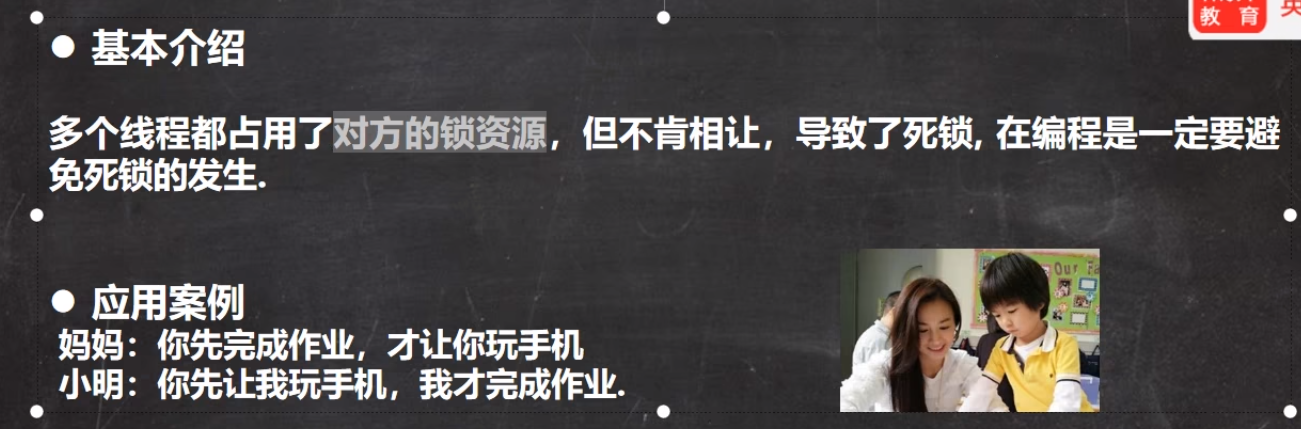 教 育
英
● 基本介绍
多个线程都占用了对方的锁资源，但不肯相让，导致了死锁, 在编程是一定要避
免死锁的发生.
● 应用案例
妈妈：你先完成作业，才让你玩手机
小明：你先让我玩手机，我才完成作业.
Our